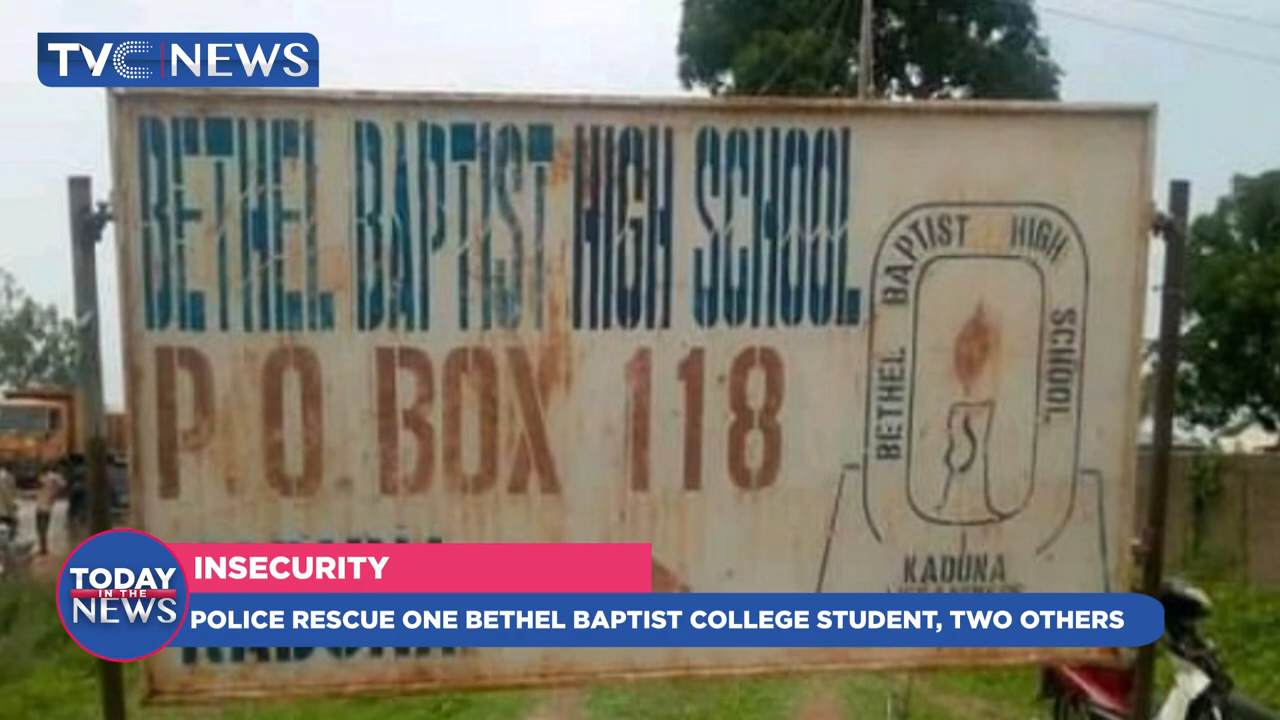 TVC NEWS
BETHEL BAPTIST HIGH SCHOOL
P.O. BOX 118
BETHEL BAPTIST HIGH SCHOOL
KADUNA
INSECURITY
TODAY
IN THE
NEWS
POLICE RESCUE ONE BETHEL BAPTIST COLLEGE STUDENT, TWO OTHERS